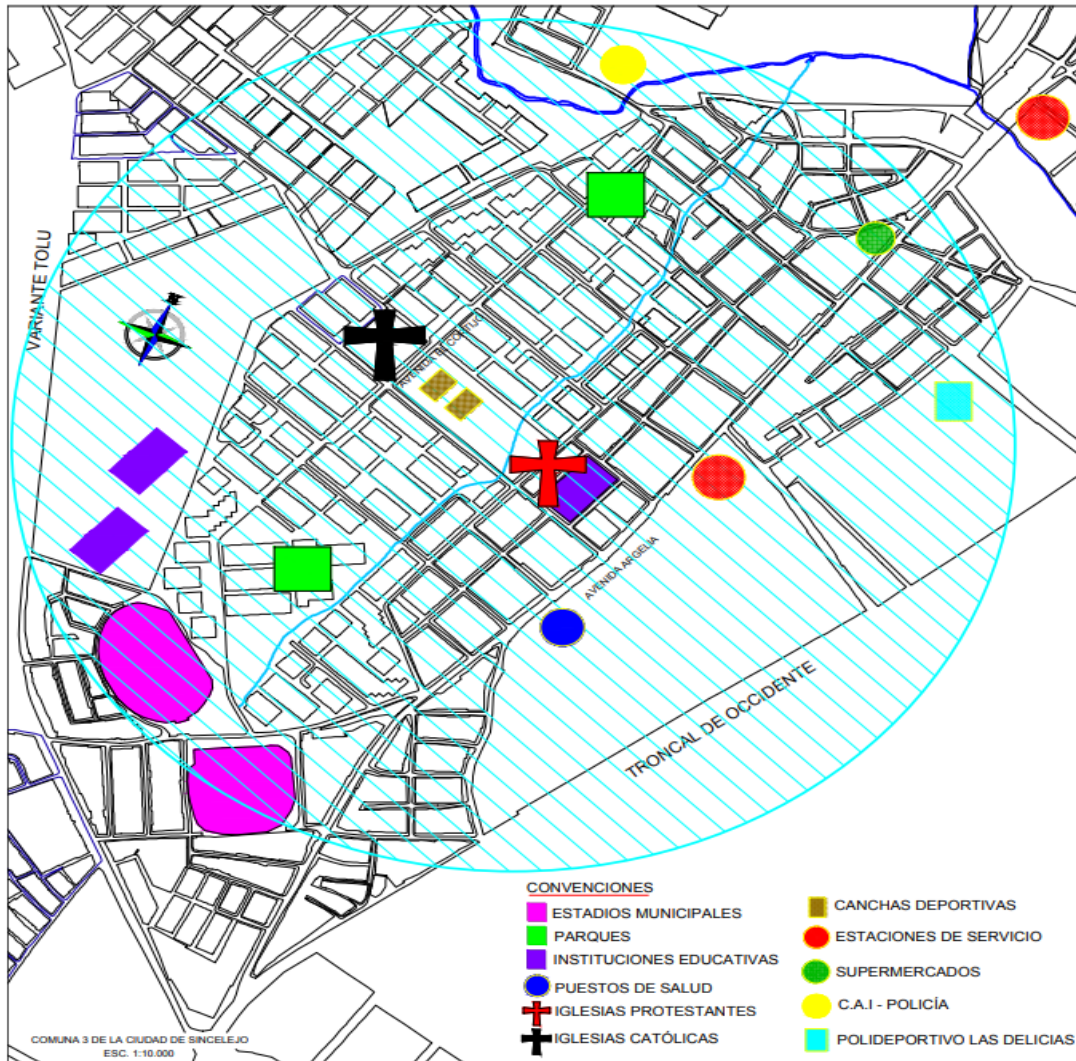 VARIANTE TOLU
AVENIDA ARGELIA
TRONCAL DE OCCIDENTE
CONVENCIONES
ESTADIOS MUNICIPALES
PARQUES
INSTITUCIONES EDUCATIVAS
PUESTOS DE SALUD
IGLESIAS PROTESTANTES
IGLESIAS CATÓLICAS
CANCHAS DEPORTIVAS
ESTACIONES DE SERVICIO
SUPERMERCADOS
C.A.I - POLICÍA
POLIDEPORTIVO LAS DELICIAS
COMUNA 3 DE LA CIUDAD DE SINCELEJO
ESC. 1:10.000